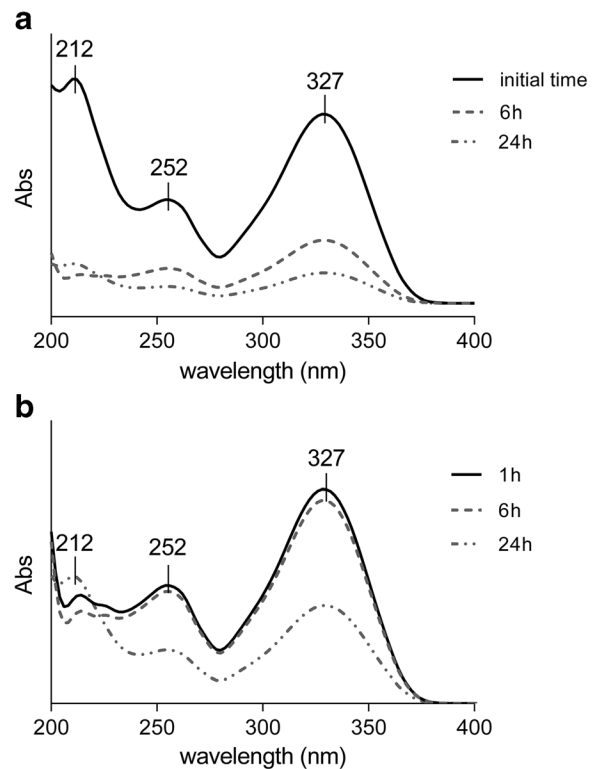 a
212
252
327
initial time
6h
24h
Abs
200 250 300 350 400
wavelength (nm)
b
212
252
327
1h
6h
24h
Abs
200 250 300 350 400
wavelength (nm)